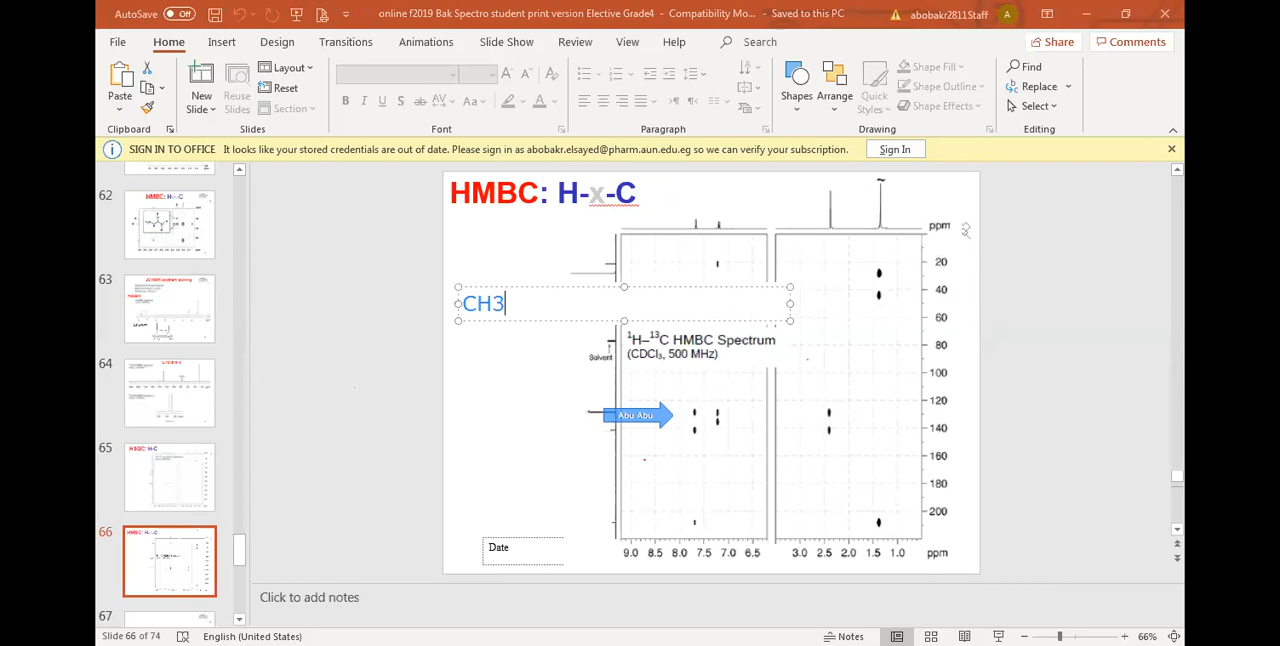 AutoSave Off online f2019 Bak Spectro student print version Elective Grade4 - Compatibility Mo... - Saved to this PC abobakr2811Staff A
File Home Insert Design Transitions Animations Slide Show Review View Help Search Share Comments
Paste New Slide Reuse Slides Layout Reset Section
B I U S ab AV Aa A
Shapes Arrange Quick Styles Shape Fill Shape Outline Shape Effects
Find Replace Select
Clipboard Slides Font Paragraph Drawing Editing
SIGN IN TO OFFICE It looks like your stored credentials are out of date. Please sign in as abobakr.elsayed@pharm.aun.edu.eg so we can verify your subscription. Sign In
62
HMBC: H-x-C
63
64
65
HSQC: H-C
66
HMBC: H-x-C
67
HMBC: H-x-C
ppm
20
40
CH3
60
1H–13C HMBC Spectrum
(CDCl3, 500 MHz)
Solvent
80
100
120
Abu Abu
140
160
180
200
Date
9.0 8.5 8.0 7.5 7.0 6.5 3.0 2.5 2.0 1.5 1.0 ppm
Click to add notes
Slide 66 of 74 English (United States) Notes 66%